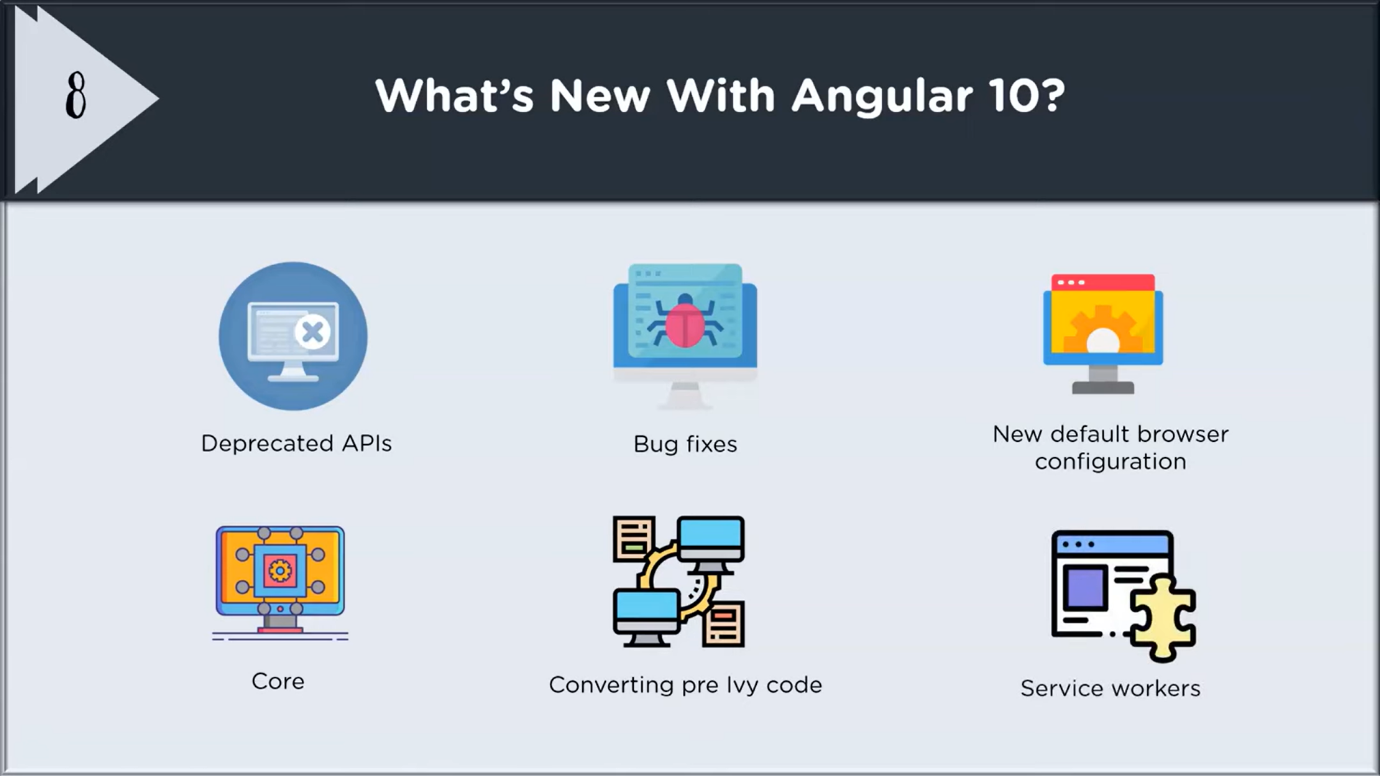 8
What's New With Angular 10?
Deprecated APIs
Bug fixes
New default browser
configuration
Core
Converting pre Ivy code
Service workers